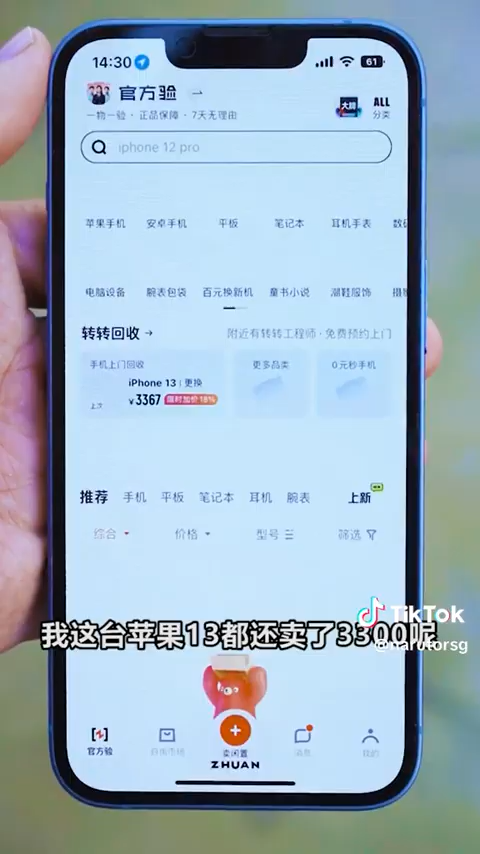 14:30
61
官方验 →
一物一验 · 正品保障 · 7天无理由
ALL
分类
iphone 12 pro
苹果手机 安卓手机 平板 笔记本 耳机手表 数码
电脑设备 腕表包袋 百元换新机 童书小说 潮鞋服饰 摄影
转转回收 →
附近有转转工程师 · 免费预约上门
手机上门回收
更多品类
0元秒手机
iPhone 13 | 更换
¥3367 限时加价18%
推荐 手机 平板 笔记本 耳机 腕表 上新
综合 价格 型号 筛选
TikTok
我这台苹果13都还卖了3300呢
@narutorsg
官方验
卖闲置
消息
我的
ZHUAN